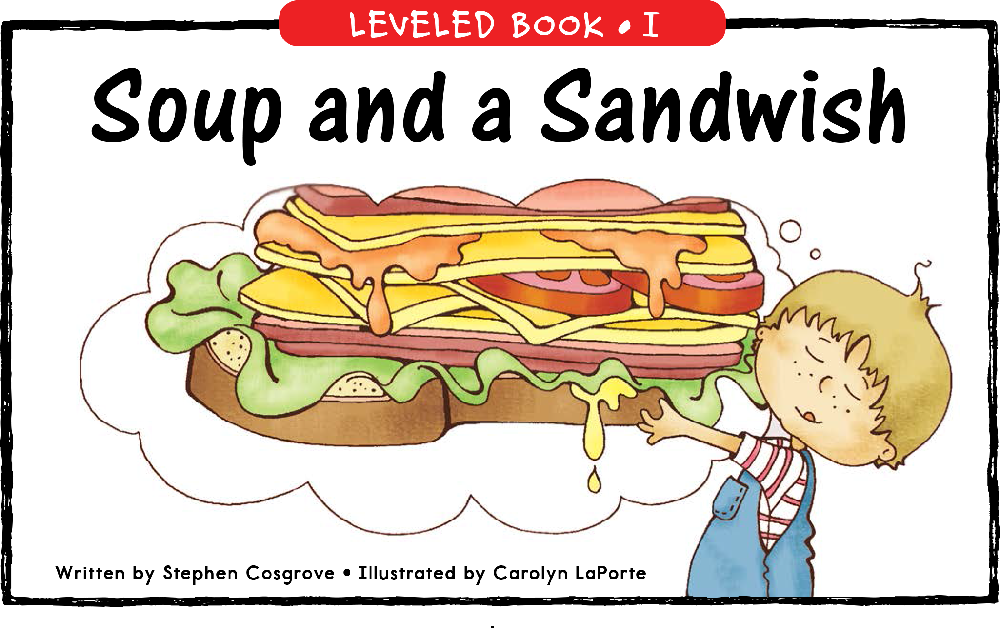 LEVELED BOOK • I
Soup and a Sandwish
Written by Stephen Cosgrove • Illustrated by Carolyn LaPorte